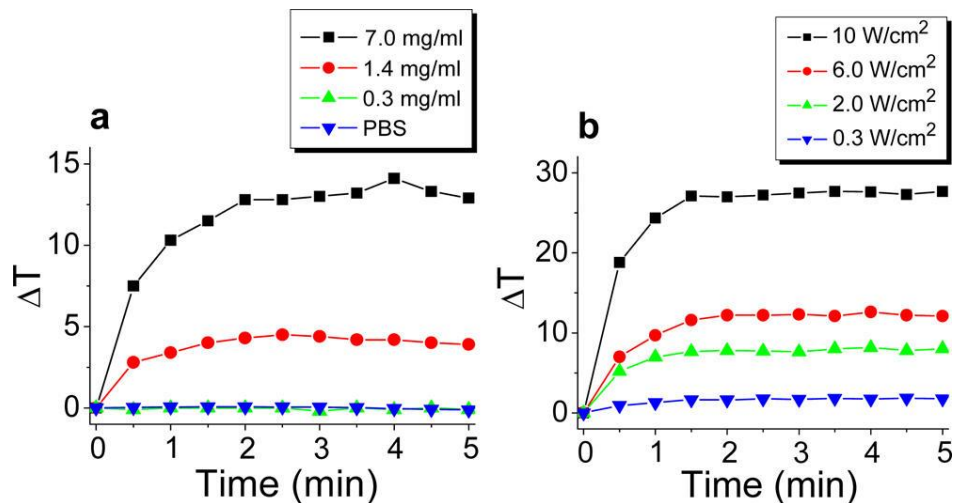 a
7.0 mg/ml
1.4 mg/ml
0.3 mg/ml
PBS
15
10
5
0
ΔT
0 1 2 3 4 5
Time (min)
b
10 W/cm²
6.0 W/cm²
2.0 W/cm²
0.3 W/cm²
30
20
10
0
ΔT
0 1 2 3 4 5
Time (min)